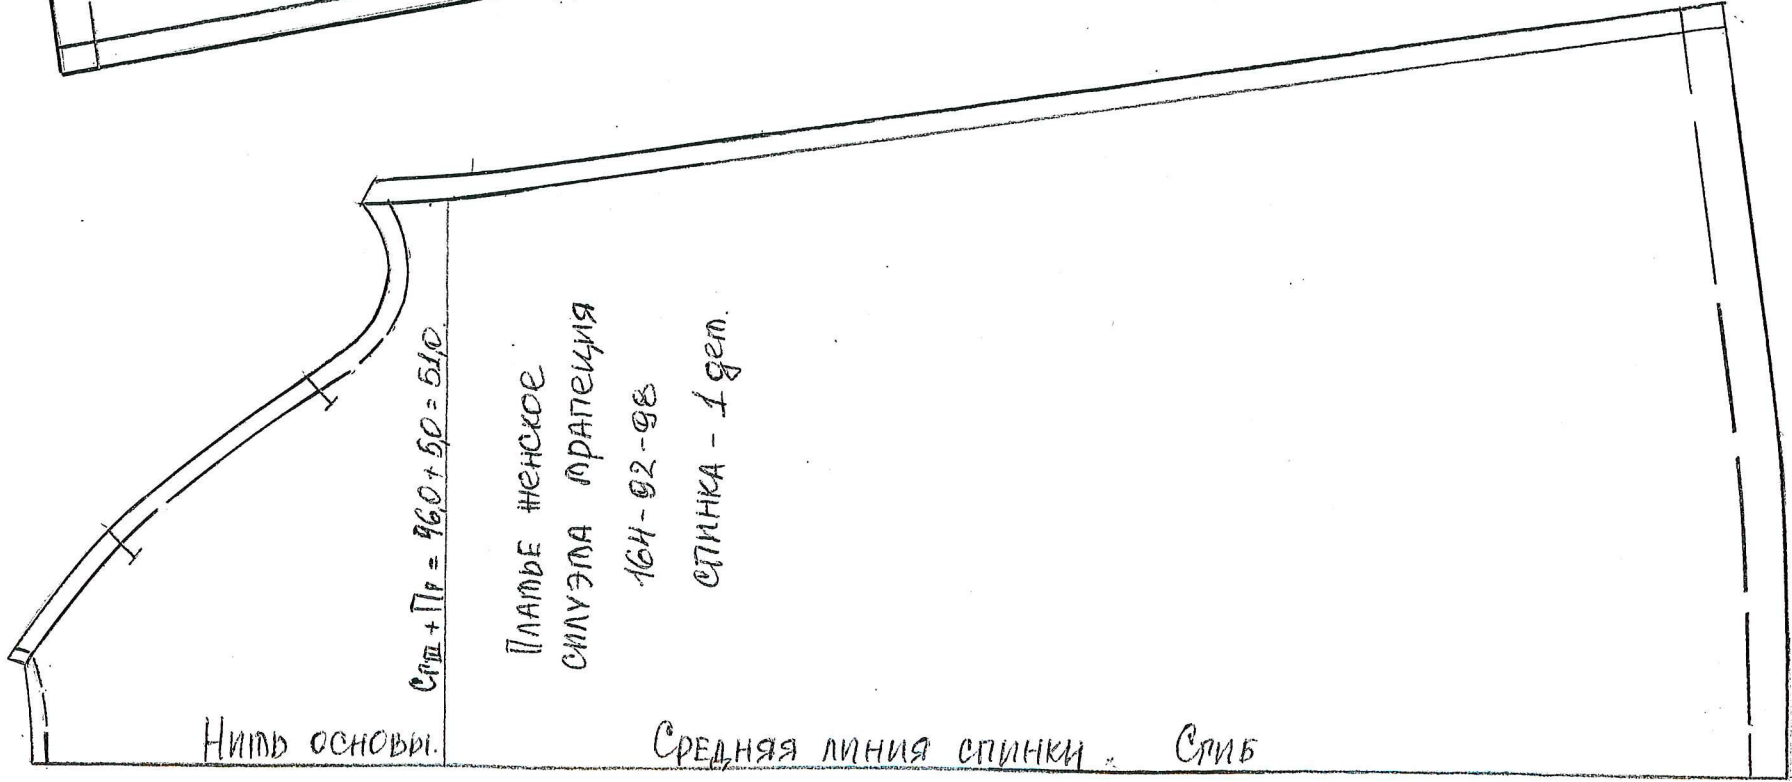 Платье женское
силуэта трапеция
164-92-98
спинка - 1 дет.
СгIII + Пг = 46,0 + 5,0 = 51,0
Нить основы.
Средняя линия спинки. Сгиб